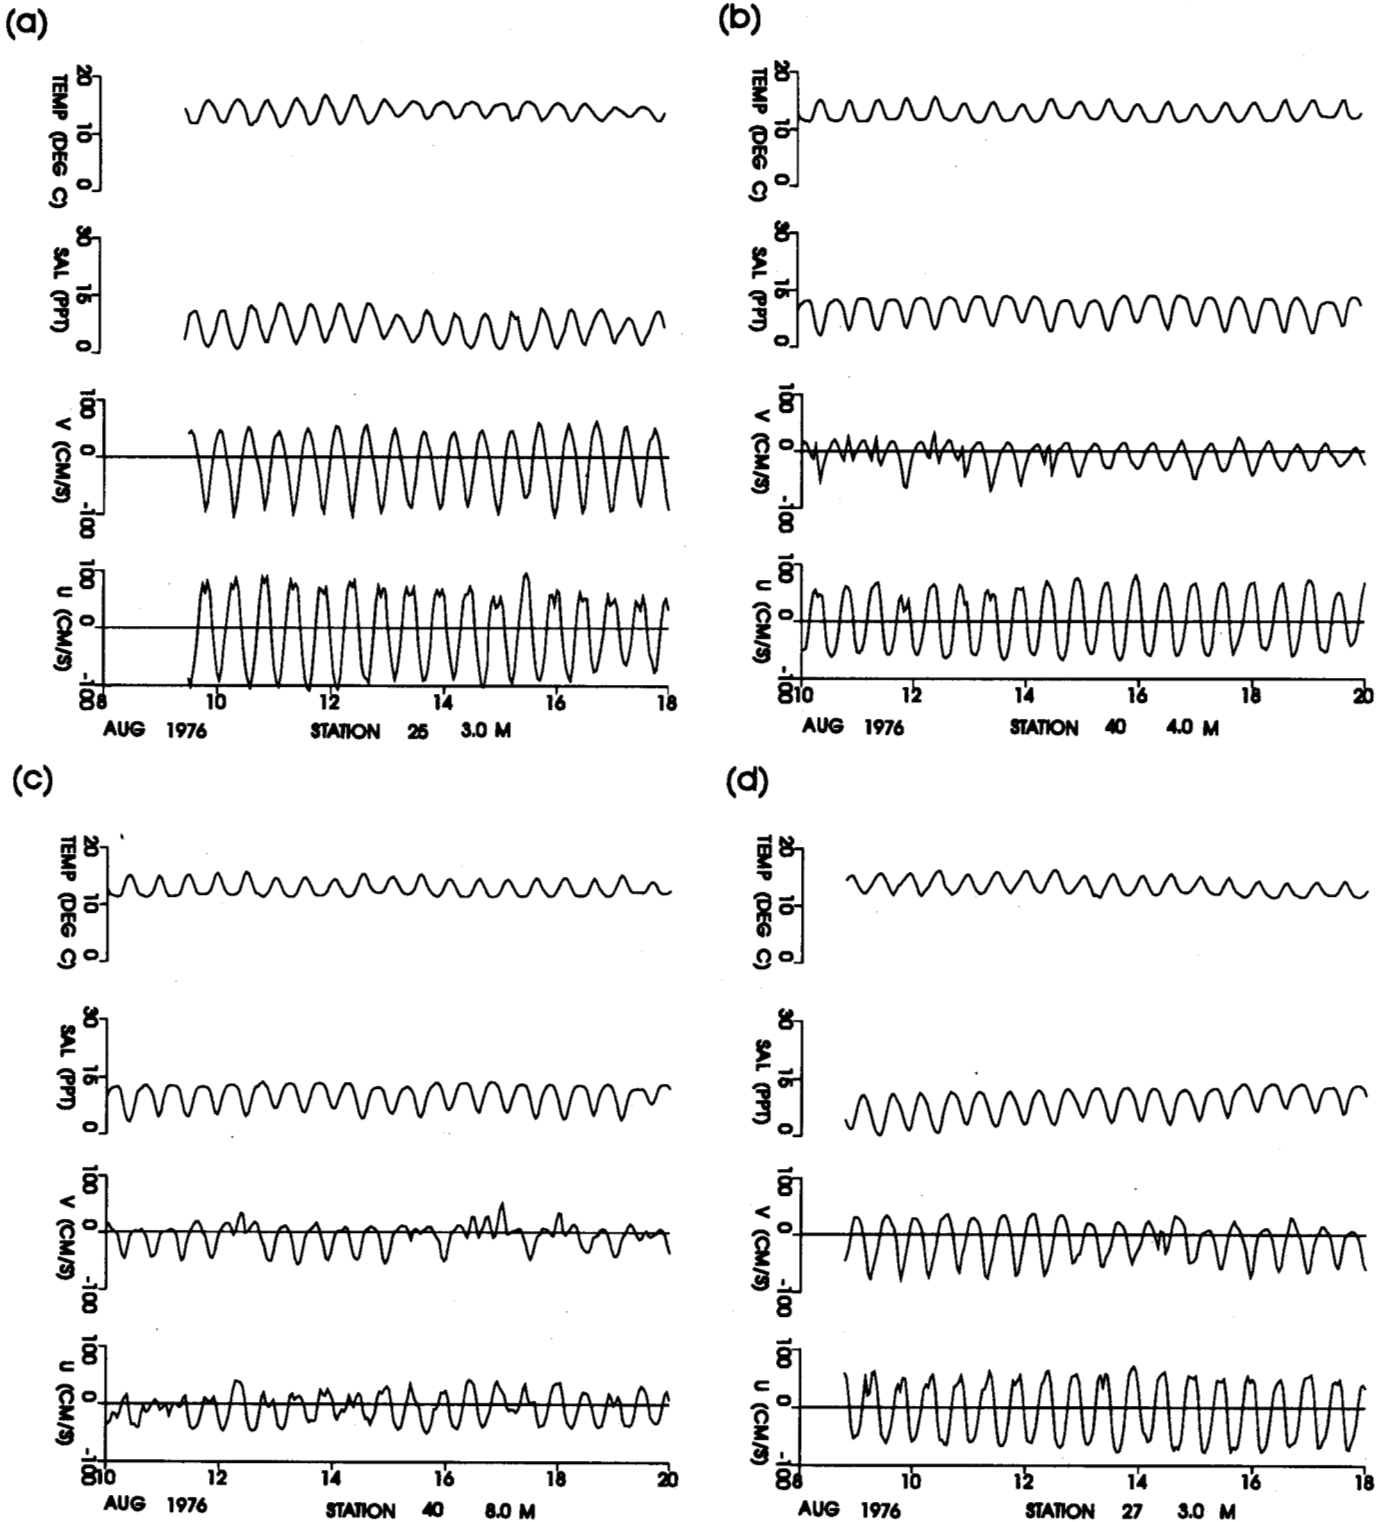 (a)
20
10
0
TEMP (DEG C)
30
15
0
SAL (PPT)
100
0
-100
V (CM/S)
100
0
-100
U (CM/S)
8 10 12 14 16 18
AUG 1976 STATION 25 3.0 M
(b)
20
10
0
TEMP (DEG C)
30
15
0
SAL (PPT)
100
0
-100
V (CM/S)
100
0
-100
U (CM/S)
10 12 14 16 18 20
AUG 1976 STATION 40 4.0 M
(c)
20
10
0
TEMP (DEG C)
30
15
0
SAL (PPT)
100
0
-100
V (CM/S)
100
0
-100
U (CM/S)
10 12 14 16 18 20
AUG 1976 STATION 40 8.0 M
(d)
20
10
0
TEMP (DEG C)
30
15
0
SAL (PPT)
100
0
-100
V (CM/S)
100
0
-100
U (CM/S)
8 10 12 14 16 18
AUG 1976 STATION 27 3.0 M